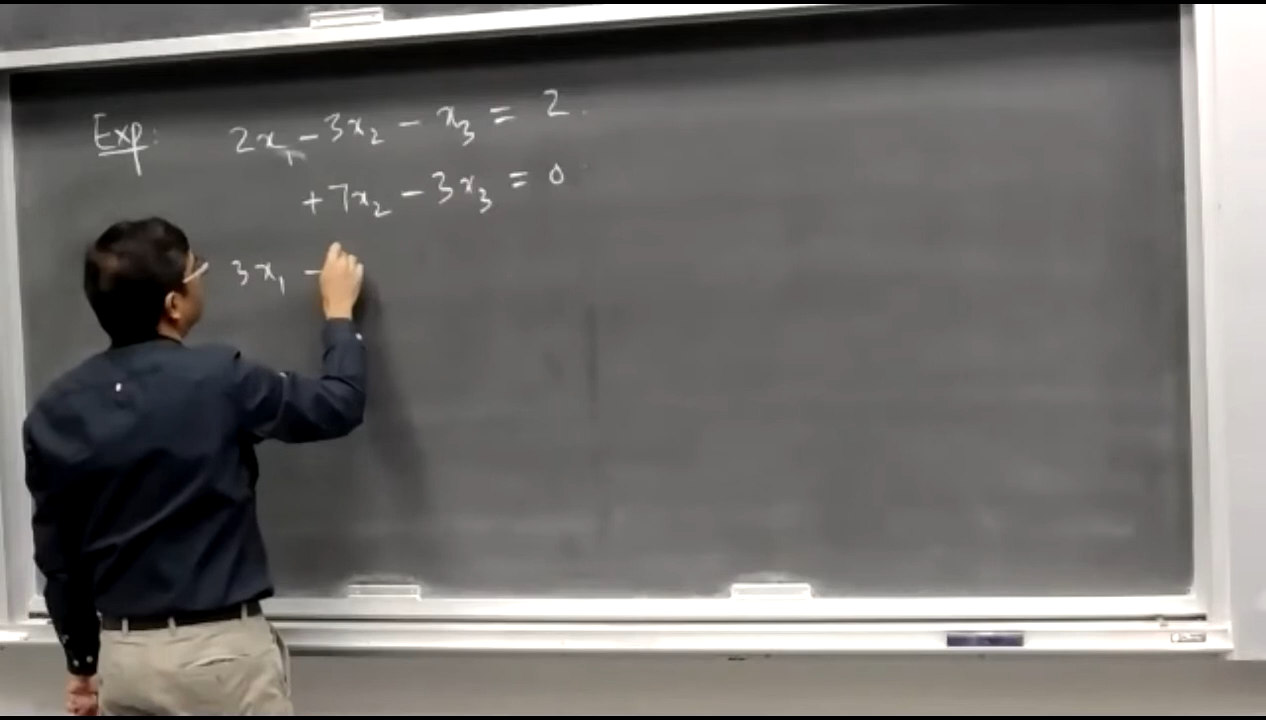 Exp: 2x₁ - 3x₂ - x₃ = 2.
+ 7x₂ - 3x₃ = 0
3x₁ -